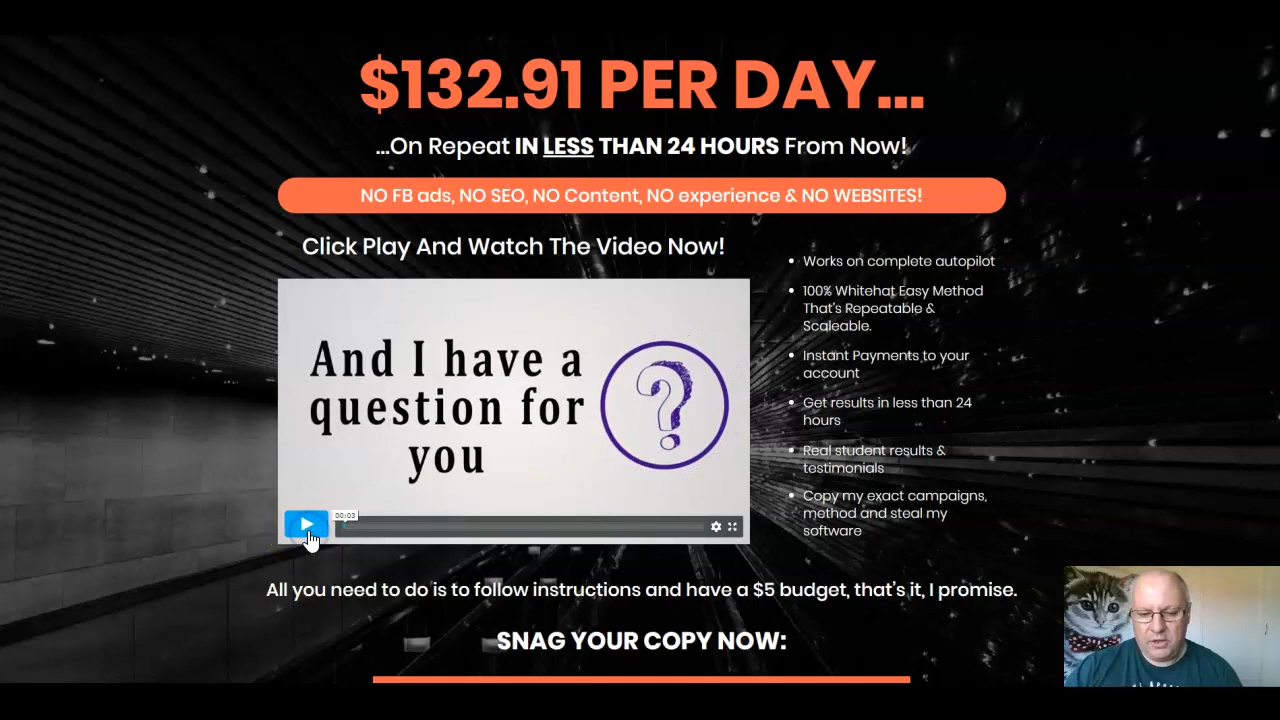 $132.91 PER DAY...
...On Repeat IN LESS THAN 24 HOURS From Now!
NO FB ads, NO SEO, NO Content, NO experience & NO WEBSITES!
Click Play And Watch The Video Now!
And I have a
question for
you
00:03
Works on complete autopilot
100% Whitehat Easy Method
That's Repeatable &
Scaleable.
Instant Payments to your
account
Get results in less than 24
hours
Real student results &
testimonials
Copy my exact campaigns,
method and steal my
software
All you need to do is to follow instructions and have a $5 budget, that's it, I promise.
SNAG YOUR COPY NOW: